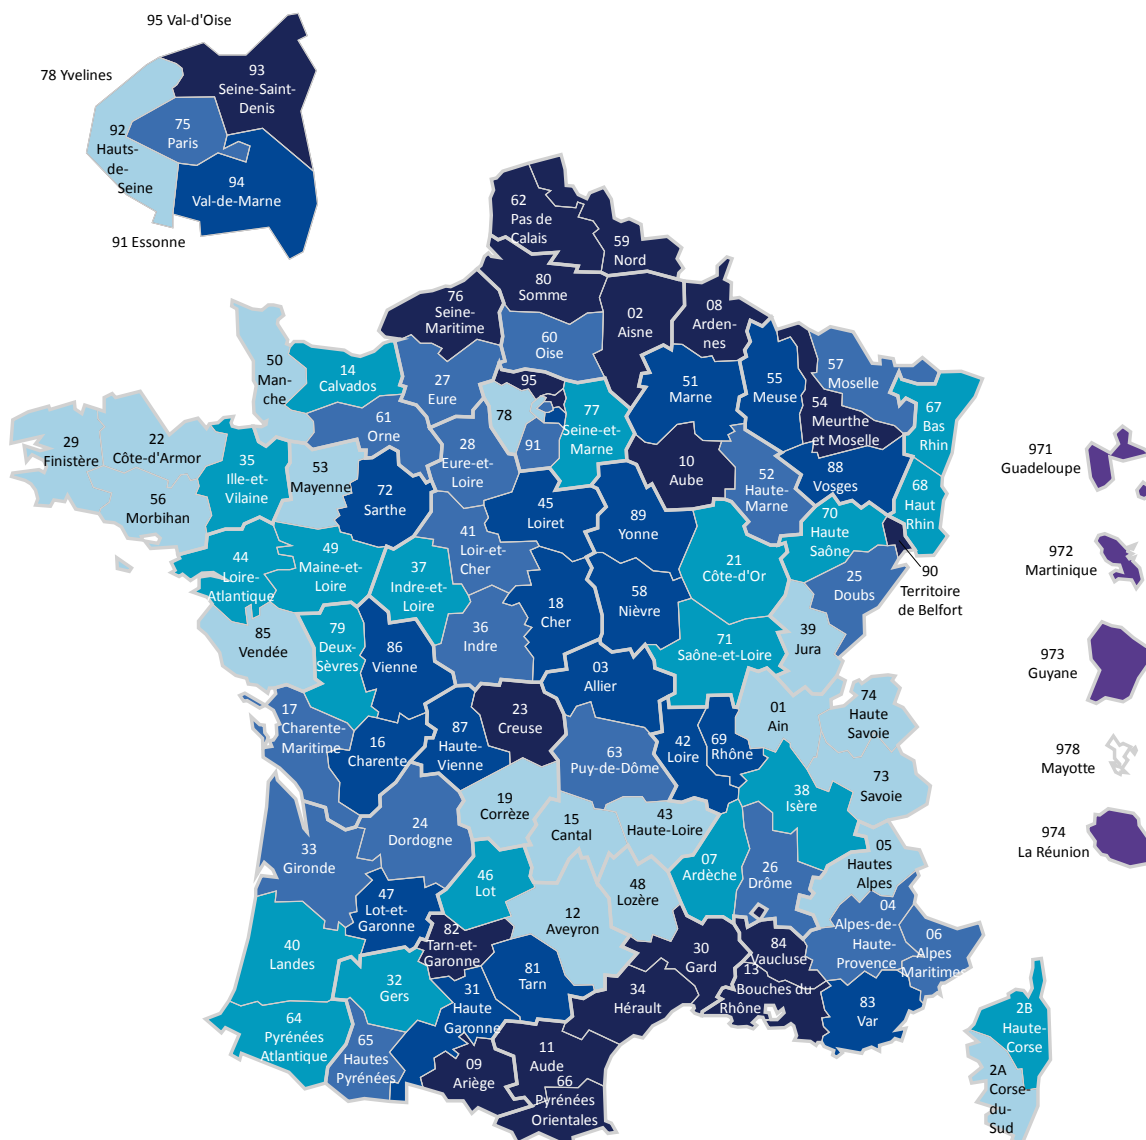 95 Val-d'Oise
78 Yvelines
93
Seine-Saint-
Denis
75
Paris
92
Hauts-
de-
Seine
94
Val-de-Marne
91 Essonne
62
Pas de
Calais
59
Nord
80
Somme
76
Seine-
Maritime
02
Aisne
08
Arden-
nes
60
Oise
50
Man-
che
14
Calvados
27
Eure
95
78
91
77
Seine-et-
Marne
51
Marne
55
Meuse
57
Moselle
54
Meurthe
et Moselle
67
Bas
Rhin
61
Orne
29
Finistère
22
Côte-d'Armor
35
Ille-et-
Vilaine
53
Mayenne
28
Eure-et-
Loire
10
Aube
52
Haute-
Marne
88
Vosges
68
Haut
Rhin
971
Guadeloupe
56
Morbihan
72
Sarthe
45
Loiret
89
Yonne
70
Haute
Saône
44
Loire-
Atlantique
49
Maine-et-
Loire
41
Loir-et-
Cher
37
Indre-et-
Loire
21
Côte-d'Or
25
Doubs
90
Territoire
de Belfort
972
Martinique
18
Cher
58
Nièvre
85
Vendée
79
Deux-
Sèvres
86
Vienne
36
Indre
71
Saône-et-Loire
39
Jura
973
Guyane
03
Allier
17
Charente-
Maritime
16
Charente
87
Haute-
Vienne
23
Creuse
63
Puy-de-Dôme
42
Loire
69
Rhône
01
Ain
74
Haute
Savoie
978
Mayotte
73
Savoie
19
Corrèze
15
Cantal
43
Haute-Loire
38
Isère
974
La Réunion
24
Dordogne
33
Gironde
46
Lot
07
Ardèche
26
Drôme
05
Hautes
Alpes
47
Lot-et-
Garonne
12
Aveyron
48
Lozère
04
Alpes-de-
Haute-
Provence
06
Alpes
Maritimes
40
Landes
82
Tarn-et-
Garonne
30
Gard
84
Vaucluse
13
Bouches du
Rhône
32
Gers
31
Haute
Garonne
81
Tarn
34
Hérault
83
Var
64
Pyrénées
Atlantique
65
Hautes
Pyrénées
09
Ariège
11
Aude
66
Pyrénées
Orientales
2B
Haute-
Corse
2A
Corse-
du-
Sud